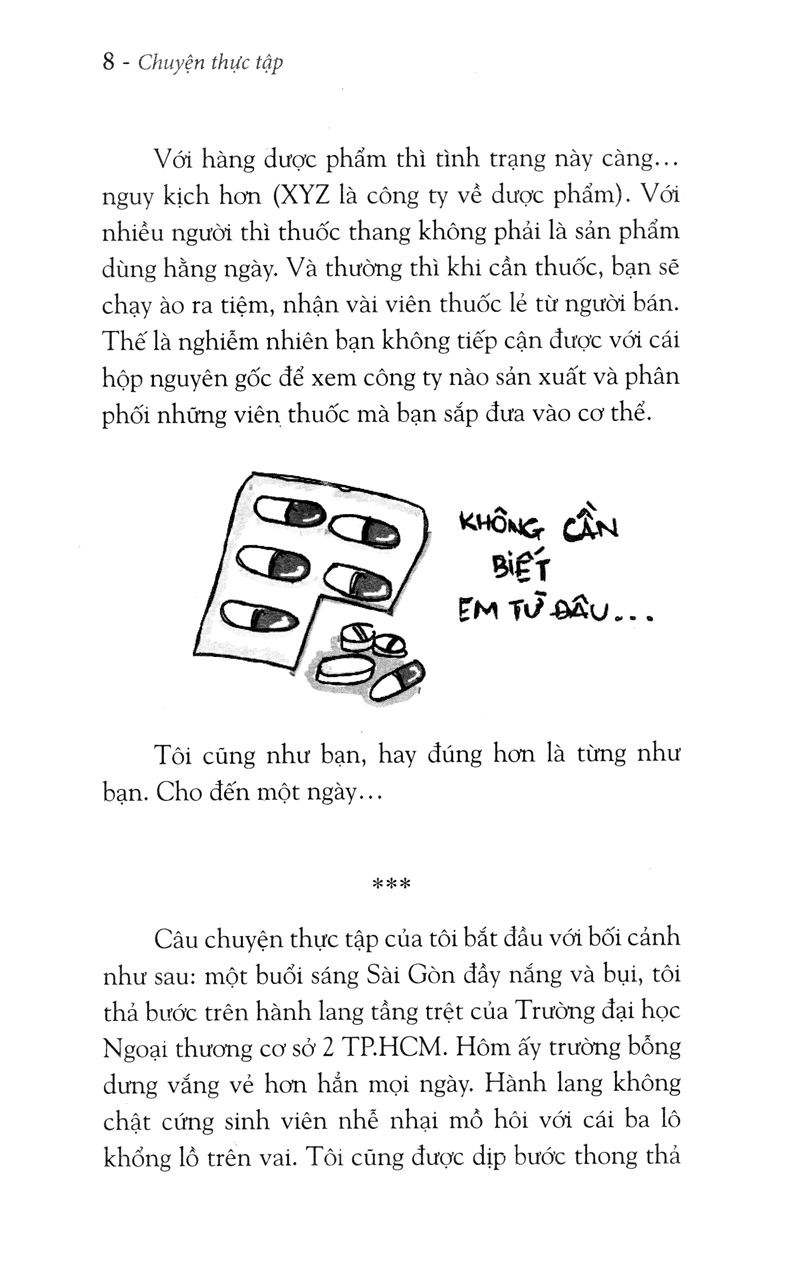 8 - Chuyện thực tập
Với hàng dược phẩm thì tình trạng này càng…
nguy kịch hơn (XYZ là công ty về dược phẩm). Với
nhiều người thì thuốc thang không phải là sản phẩm
dùng hằng ngày. Và thường thì khi cần thuốc, bạn sẽ
chạy ào ra tiệm, nhận vài viên thuốc lẻ từ người bán.
Thế là nghiễm nhiên bạn không tiếp cận được với cái
hộp nguyên gốc để xem công ty nào sản xuất và phân
phối những viên thuốc mà bạn sắp đưa vào cơ thể.
KHÔNG CẦN
BIẾT
EM TỪ ĐÂU...
Tôi cũng như bạn, hay đúng hơn là từng như
bạn. Cho đến một ngày…
***
Câu chuyện thực tập của tôi bắt đầu với bối cảnh
như sau: một buổi sáng Sài Gòn đầy nắng và bụi, tôi
thả bước trên hành lang tầng trệt của Trường đại học
Ngoại thương cơ sở 2 TP.HCM. Hôm ấy trường bỗng
dưng vắng vẻ hơn hẳn mọi ngày. Hành lang không
chật cứng sinh viên nhễ nhại mồ hôi với cái ba lô
khổng lồ trên vai. Tôi cũng được dịp bước thong thả